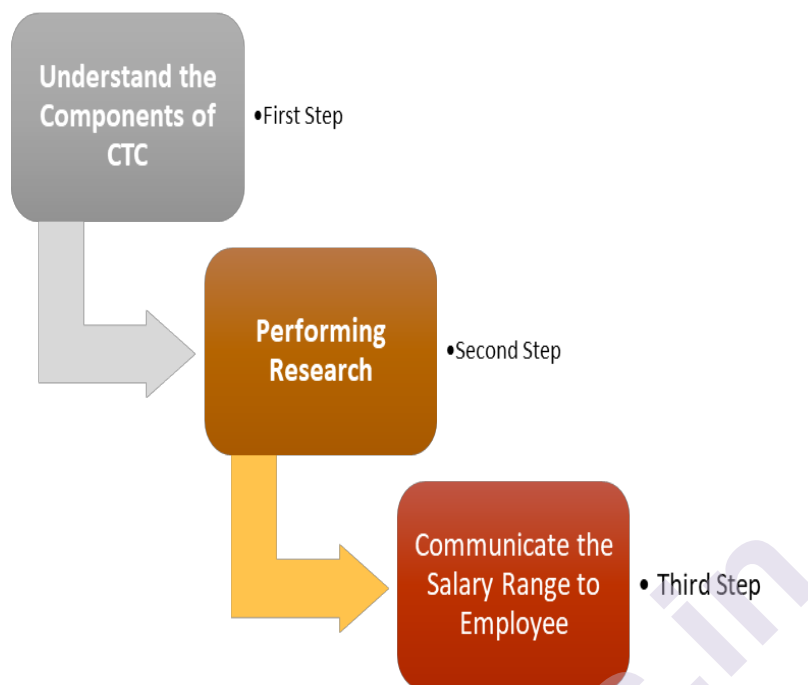 Understand the
Components of
CTC
•First Step
Performing
Research
•Second Step
Communicate the
Salary Range to
Employee
• Third Step
s.in